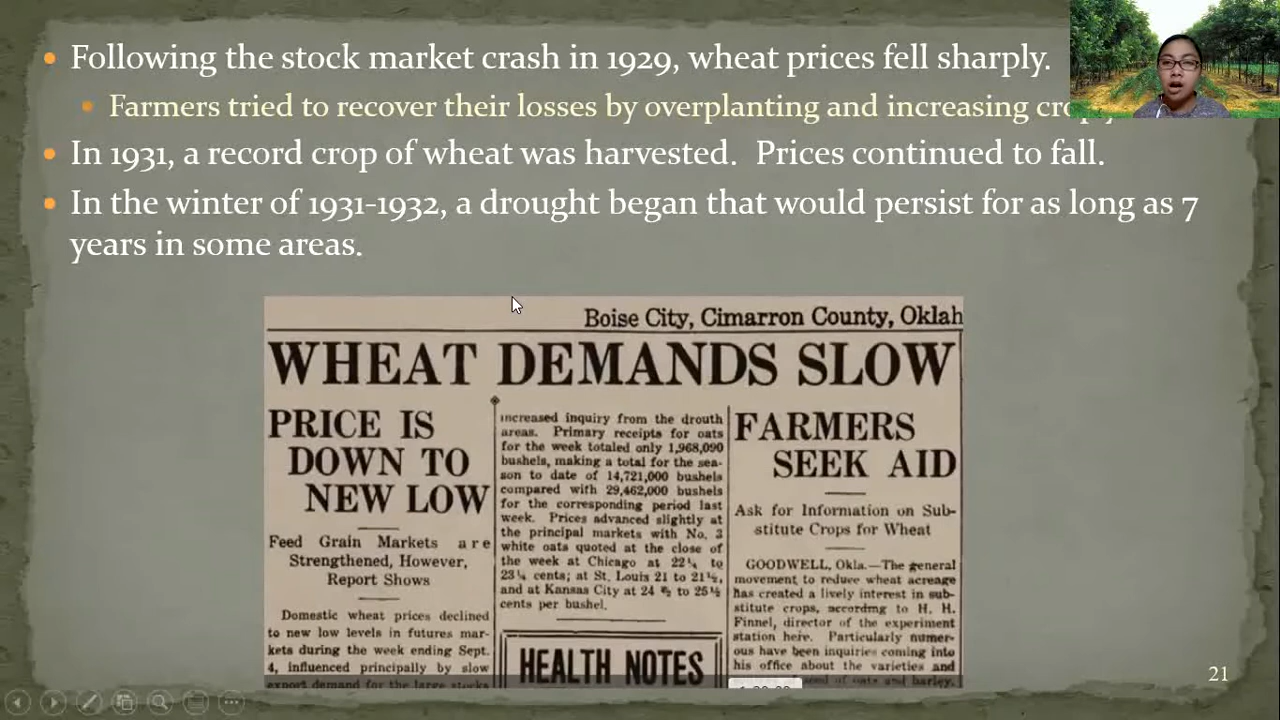 Following the stock market crash in 1929, wheat prices fell sharply.
Farmers tried to recover their losses by overplanting and increasing
In 1931, a record crop of wheat was harvested. Prices continued to fall.
In the winter of 1931-1932, a drought began that would persist for as long as 7
years in some areas.
Boise City, Cimarron County, Oklah
WHEAT DEMANDS SLOW
PRICE IS
DOWN TO
NEW LOW
Feed Grain Markets are
Strengthened, However,
Report Shows
Domestic wheat prices declined
to new low levels in futures mar-
kets during the week ending Sept.
4, influenced principally by slow
export demand for the large stocks
increased inquiry from the drouth
areas. Primary receipts for oats
for the week totaled only 1,968,090
bushels, making a total for the sea-
son to date of 14,721,000 bushels
compared with 29,462,000 bushels
for the corresponding period last
week. Prices advanced slightly at
the principal markets with No. 3
white oats quoted at the close of
the week at Chicago at 22¼ to
23¼ cents; at St. Louis 21 to 21½,
and at Kansas City at 24 to 25½
cents per bushel.
HEALTH NOTES
FARMERS
SEEK AID
Ask for Information on Sub-
stitute Crops for Wheat
GOODWELL, Okla.—The general
movement to reduce wheat acreage
has created a lively interest in sub-
stitute crops, according to H. H.
Finnel, director of the experiment
station here. Particularly numer-
ous have been inquiries coming into
his office about the varieties and
seed of oats and barley.
21